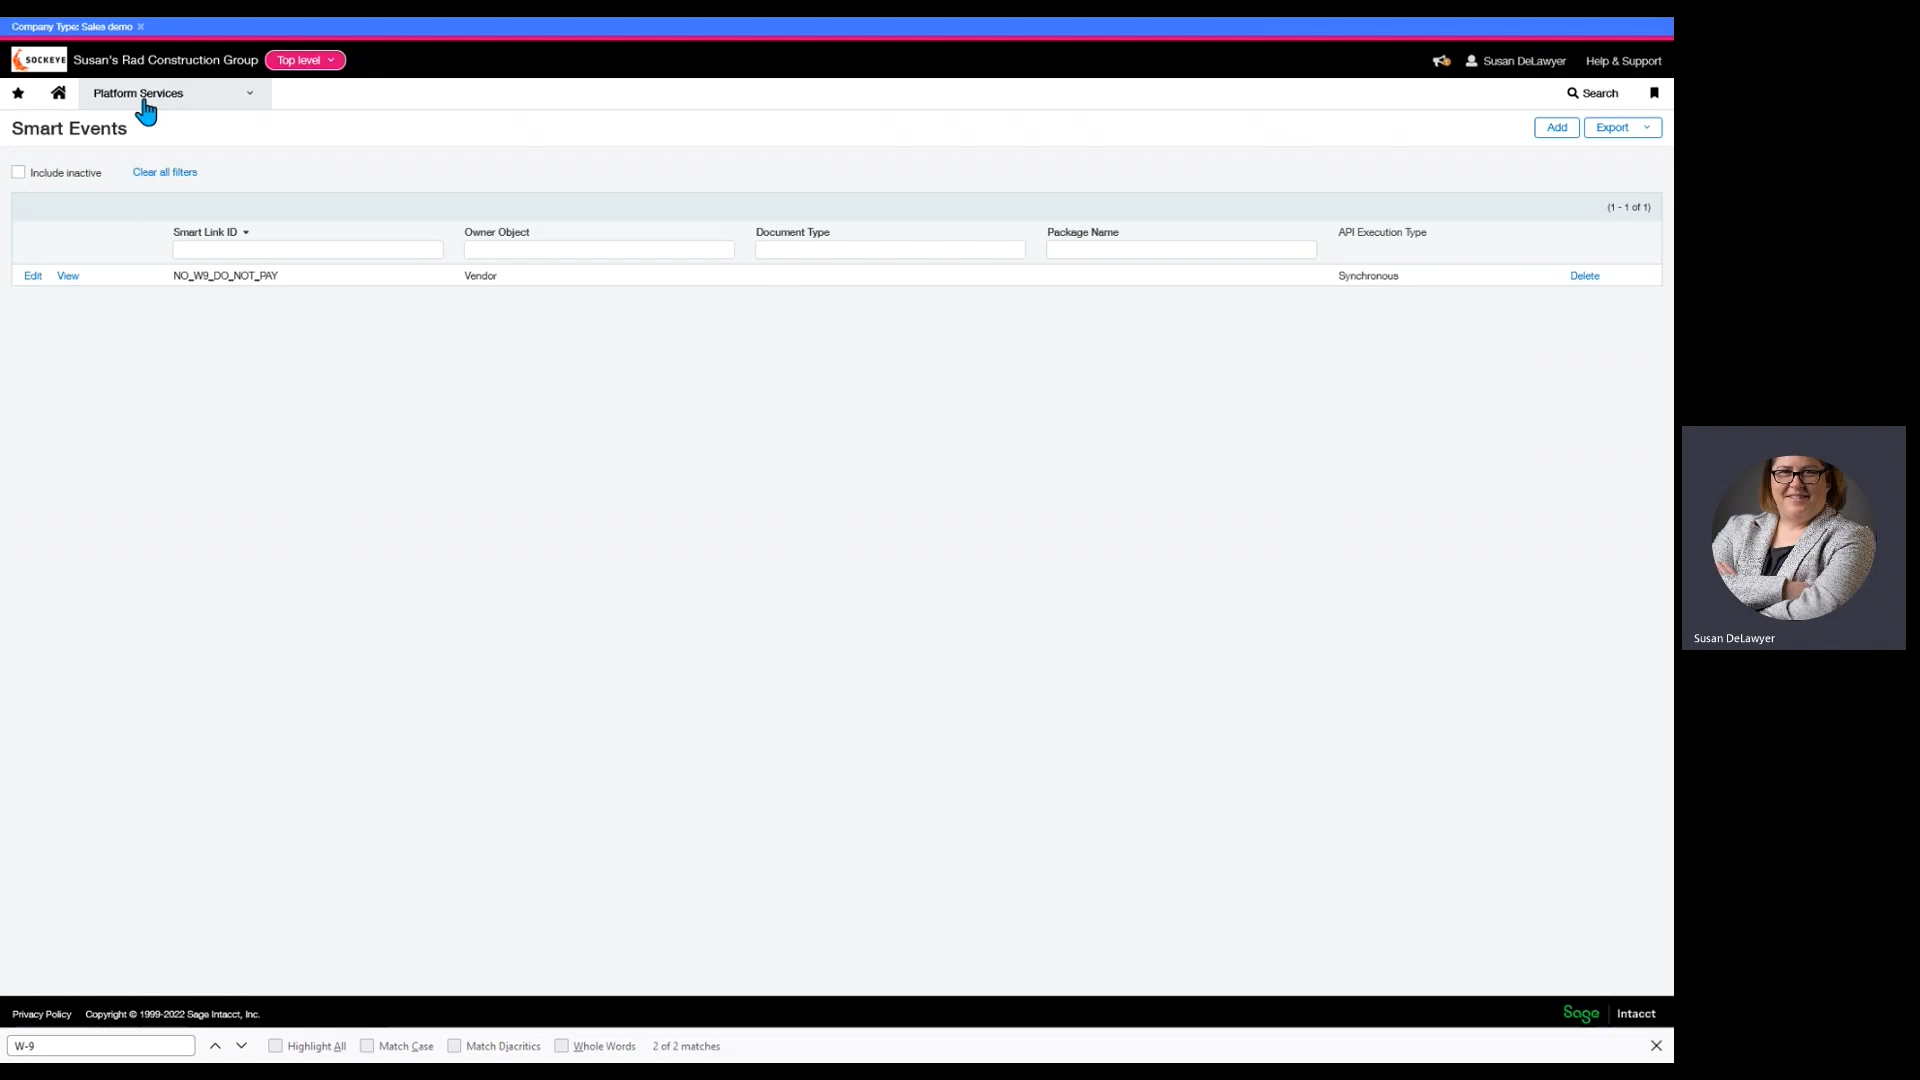 Company Type: Sales demo
SOCKEYE Susan's Rad Construction Group Top level
Susan DeLawyer Help & Support
Platform Services
Search
Smart Events
Add Export
Include inactive Clear all filters
(1 - 1 of 1)
Smart Link ID Owner Object Document Type Package Name API Execution Type
Edit View NO_W9_DO_NOT_PAY Vendor Synchronous Delete
Susan DeLawyer
Privacy Policy Copyright © 1999-2022 Sage Intacct, Inc.
Sage Intacct
W-9 Highlight All Match Case Match Diacritics Whole Words 2 of 2 matches